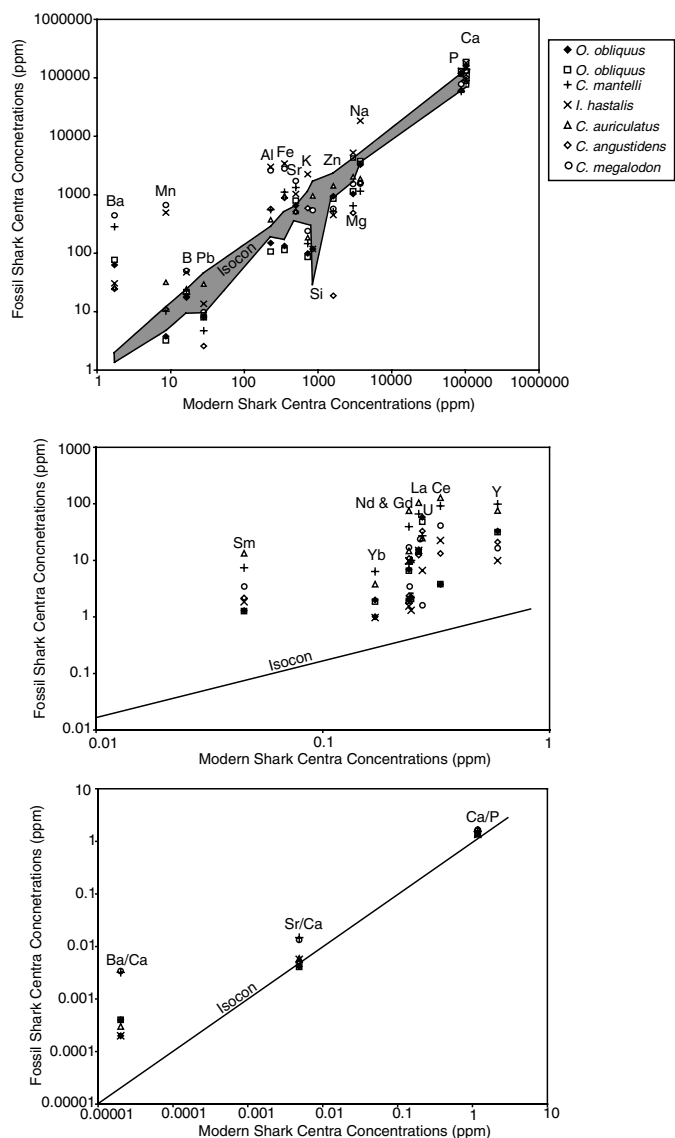 1000000
100000
10000
1000
100
10
1
Fossil Shark Centra Concnetrations (ppm)
Ba
Mn
B
Pb
Al
Fe
Sr
K
Zn
Si
Na
Mg
P
Ca
Isocon
1
10
100
1000
10000
100000
1000000
Modern Shark Centra Concentrations (ppm)
O. obliquus
O. obliquus
C. mantelli
I. hastalis
C. auriculatus
C. angustidens
C. megalodon
1000
100
10
1
0.1
0.01
Fossil Shark Centra Concnetrations (ppm)
Sm
Yb
Nd & Gd
La
Ce
U
Y
Isocon
0.01
0.1
1
Modern Shark Centra Concentrations (ppm)
10
1
0.1
0.01
0.001
0.0001
0.00001
Fossil Shark Centra Concnetrations (ppm)
Ba/Ca
Sr/Ca
Ca/P
Isocon
0.00001
0.0001
0.001
0.01
0.1
1
10
Modern Shark Centra Concentrations (ppm)